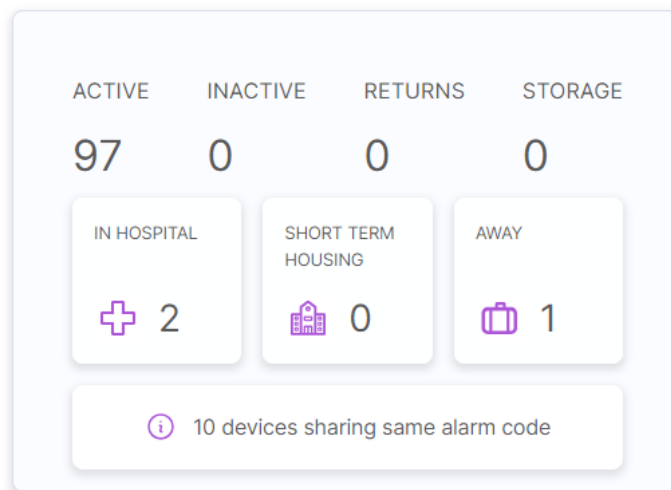 ACTIVE INACTIVE RETURNS STORAGE
97 0 0 0
IN HOSPITAL
2
SHORT TERM
HOUSING
0
AWAY
1
10 devices sharing same alarm code